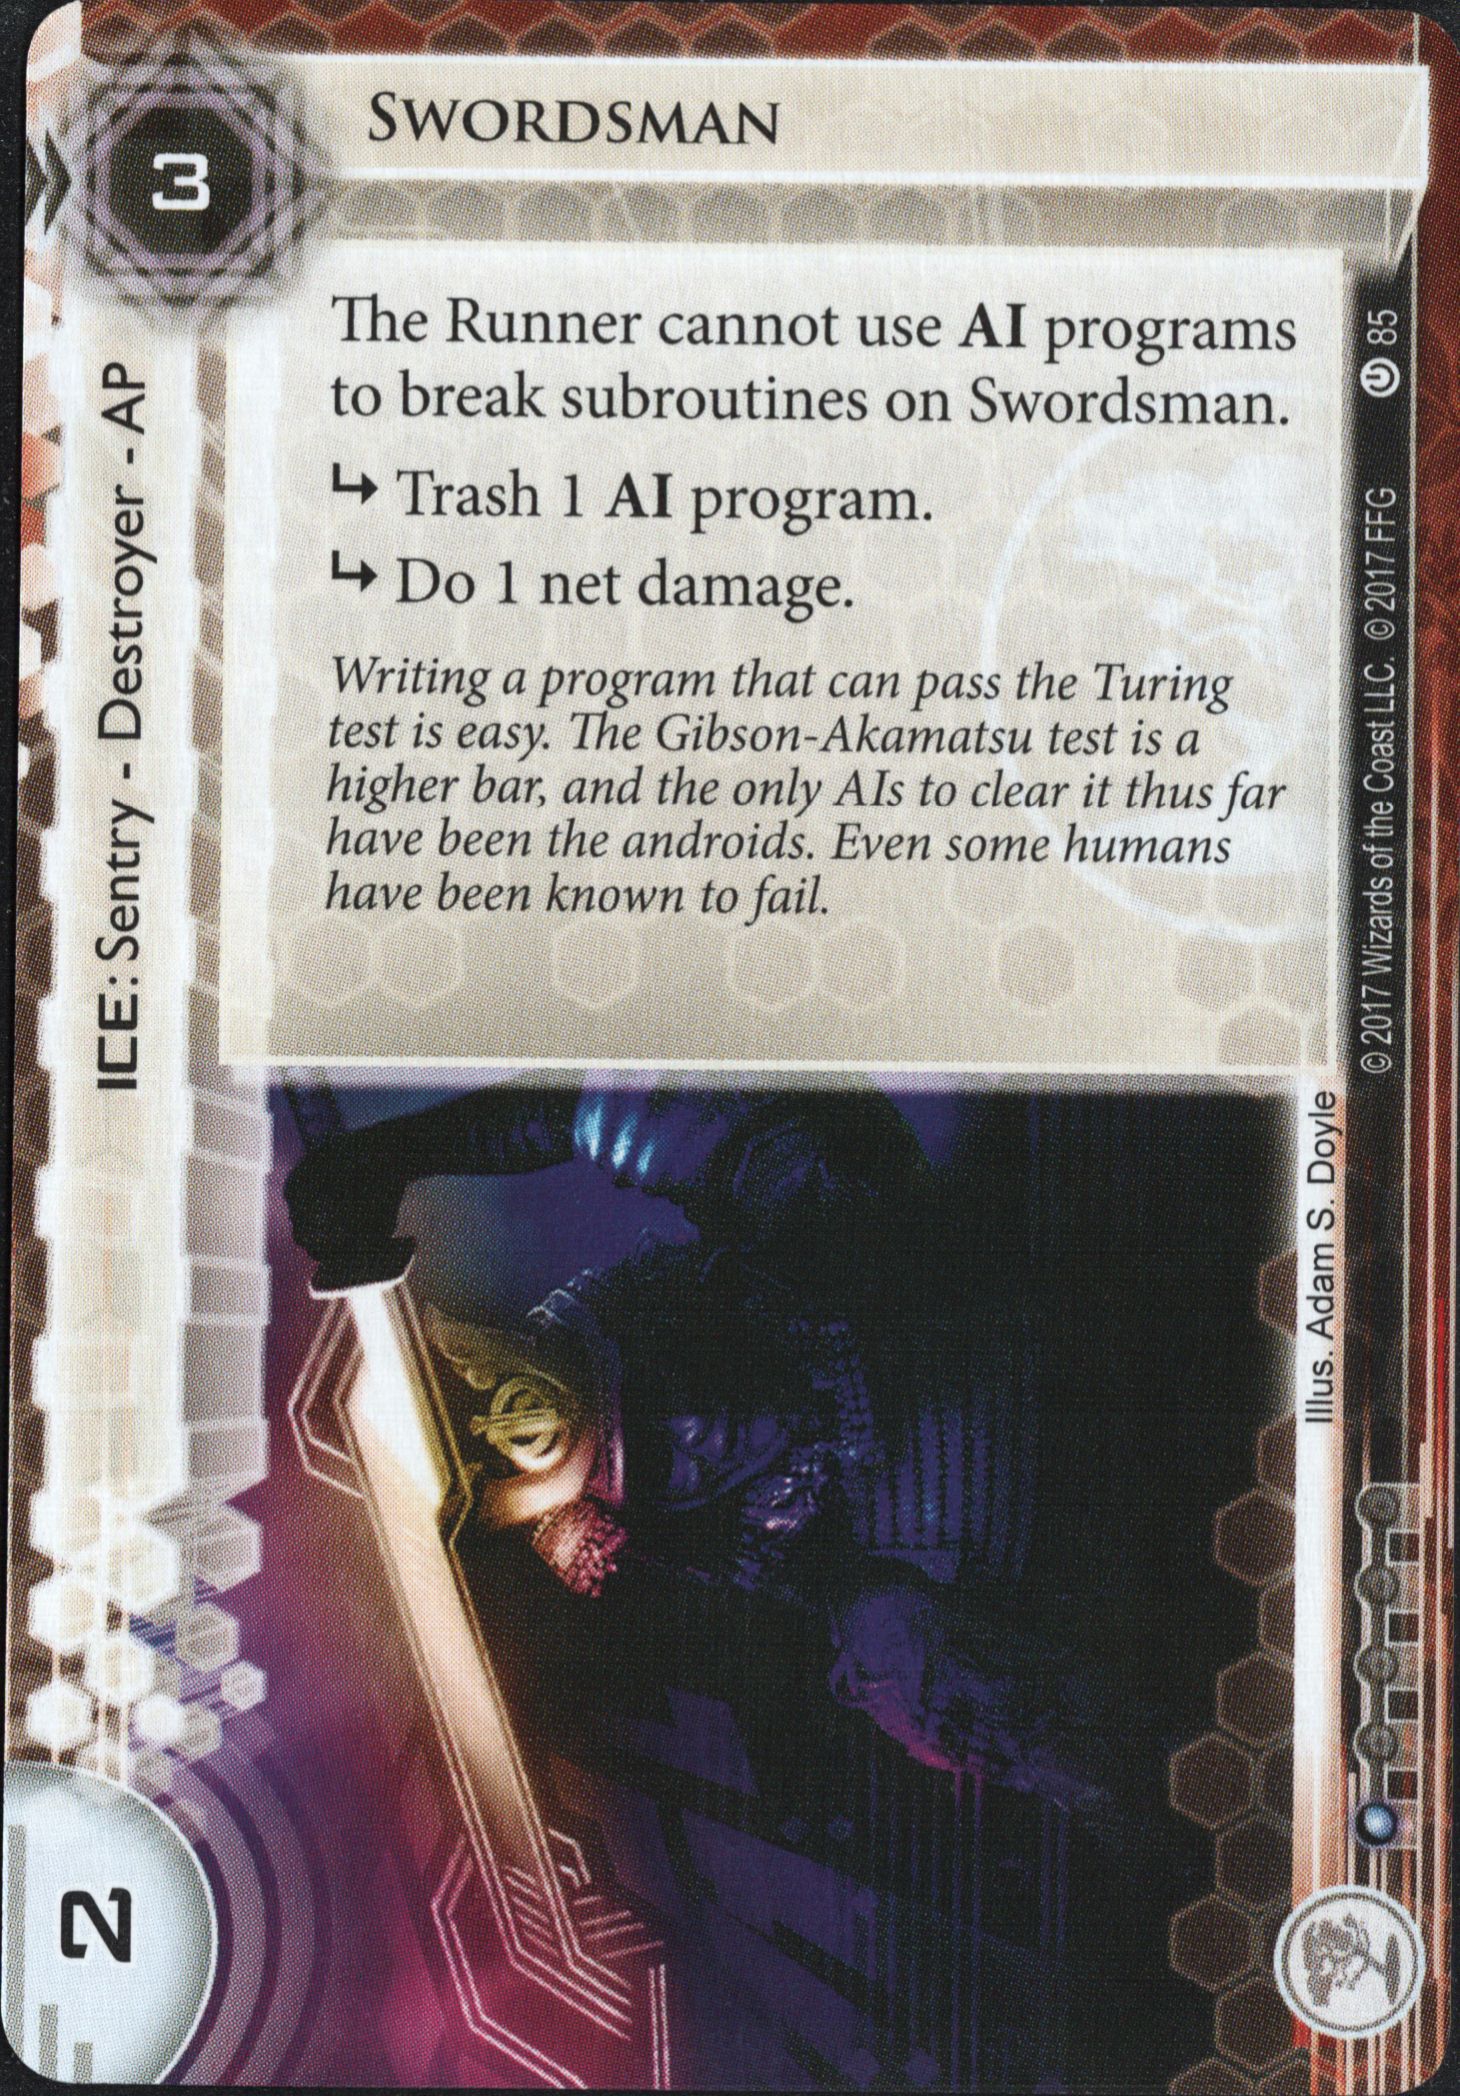 3
SWORDSMAN
ICE: Sentry - Destroyer - AP
The Runner cannot use AI programs
to break subroutines on Swordsman.
↳ Trash 1 AI program.
↳ Do 1 net damage.
Writing a program that can pass the Turing
test is easy. The Gibson-Akamatsu test is a
higher bar, and the only AIs to clear it thus far
have been the androids. Even some humans
have been known to fail.
2
Illus. Adam S. Doyle
© 2017 Wizards of the Coast LLC. © 2017 FFG 85